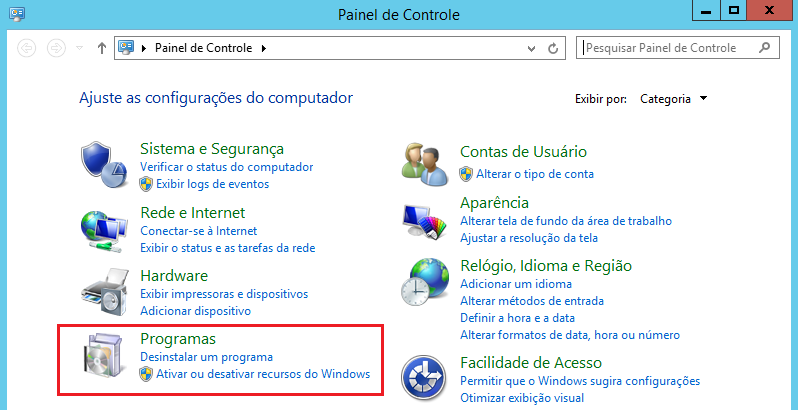 Painel de Controle
Painel de Controle
Pesquisar Painel de Controle
Ajuste as configurações do computador
Exibir por: Categoria
Sistema e Segurança
Verificar o status do computador
Exibir logs de eventos
Rede e Internet
Conectar-se à Internet
Exibir o status e as tarefas da rede
Hardware
Exibir impressoras e dispositivos
Adicionar dispositivo
Programas
Desinstalar um programa
Ativar ou desativar recursos do Windows
Contas de Usuário
Alterar o tipo de conta
Aparência
Alterar tela de fundo da área de trabalho
Ajustar a resolução da tela
Relógio, Idioma e Região
Adicionar um idioma
Alterar métodos de entrada
Definir a hora e a data
Alterar formatos de data, hora ou número
Facilidade de Acesso
Permitir que o Windows sugira configurações
Otimizar exibição visual